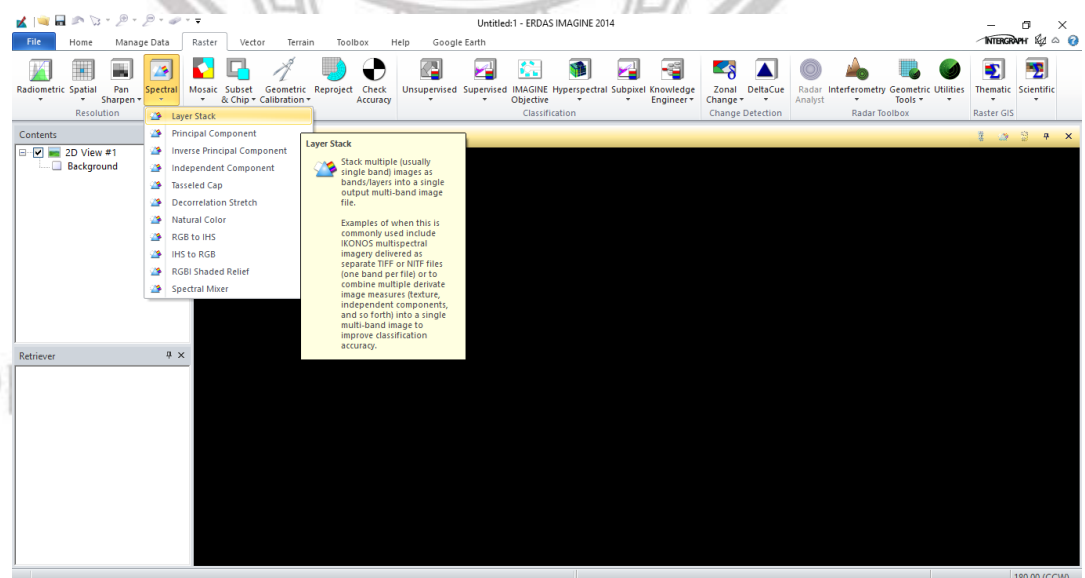 Untitled:1 - ERDAS IMAGINE 2014
File Home Manage Data Raster Vector Terrain Toolbox Help Google Earth
INTERGRAPH
Radiometric Spatial Pan Sharpen Spectral Mosaic Subset & Chip Geometric Calibration Reproject Check Accuracy Unsupervised Supervised IMAGINE Objective Hyperspectral Subpixel Knowledge Engineer Zonal Change DeltaCue Radar Analyst Interferometry Geometric Tools Utilities Thematic Scientific
Resolution Classification Change Detection Radar Toolbox Raster GIS
Contents
2D View #1
Background
Layer Stack
Principal Component
Inverse Principal Component
Independent Component
Tasseled Cap
Decorrelation Stretch
Natural Color
RGB to IHS
IHS to RGB
RGBI Shaded Relief
Spectral Mixer
Layer Stack
Stack multiple (usually
single band) images as
bands/layers into a single
output multi-band image
file.
Examples of when this is
commonly used include
IKONOS multispectral
imagery delivered as
separate TIFF or NITF files
(one band per file) or to
combine multiple derivate
image measures (texture,
independent components,
and so forth) into a single
multi-band image to
improve classification
accuracy.
Retriever